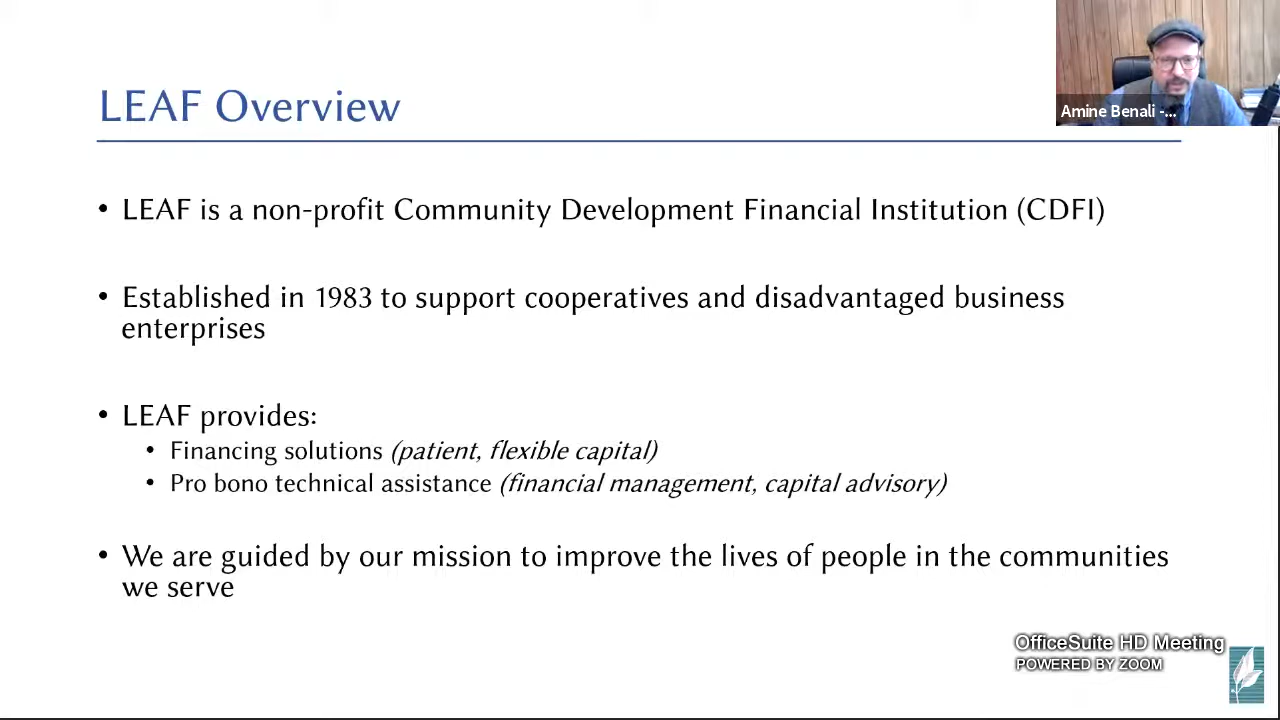 LEAF Overview
Amine Benali -...
• LEAF is a non-profit Community Development Financial Institution (CDFI)
• Established in 1983 to support cooperatives and disadvantaged business
enterprises
• LEAF provides:
• Financing solutions (patient, flexible capital)
• Pro bono technical assistance (financial management, capital advisory)
• We are guided by our mission to improve the lives of people in the communities
we serve
OfficeSuite HD Meeting
POWERED BY ZOOM